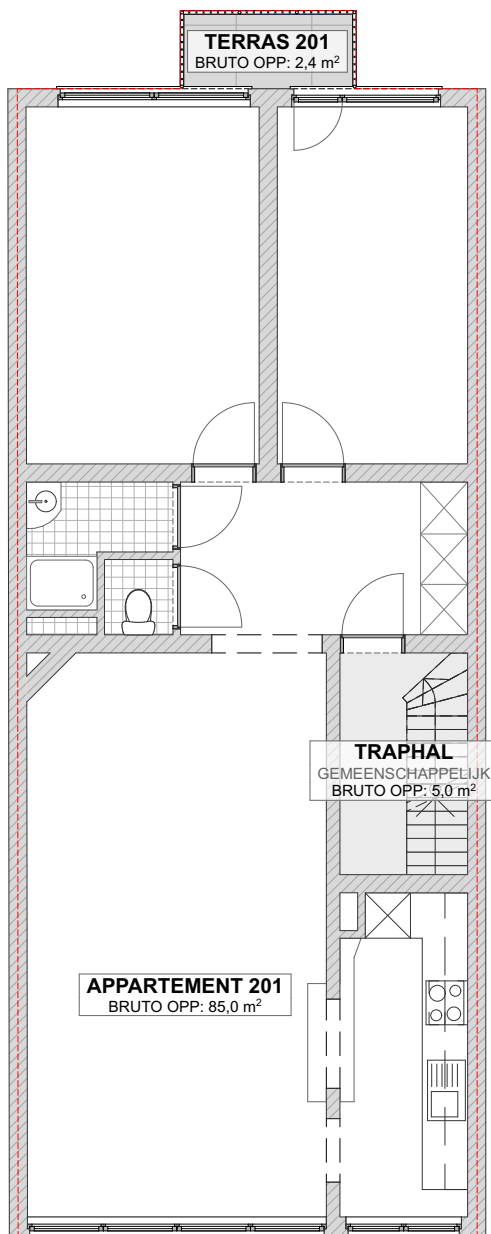 TERRAS 201
BRUTO OPP: 2,4 m²
TRAPHAL
GEMEENSCHAPPELIJK
BRUTO OPP: 5,0 m²
APPARTEMENT 201
BRUTO OPP: 85,0 m²